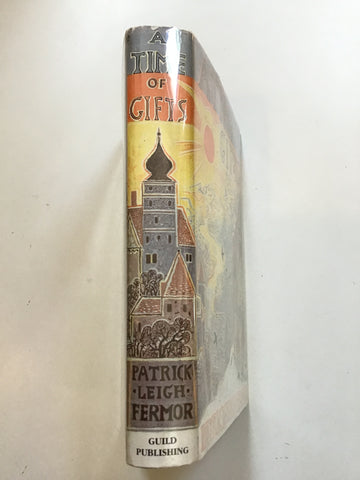 A
TIME
OF
GIFTS
PATRICK
·LEIGH·
FERMOR
GUILD
PUBLISHING